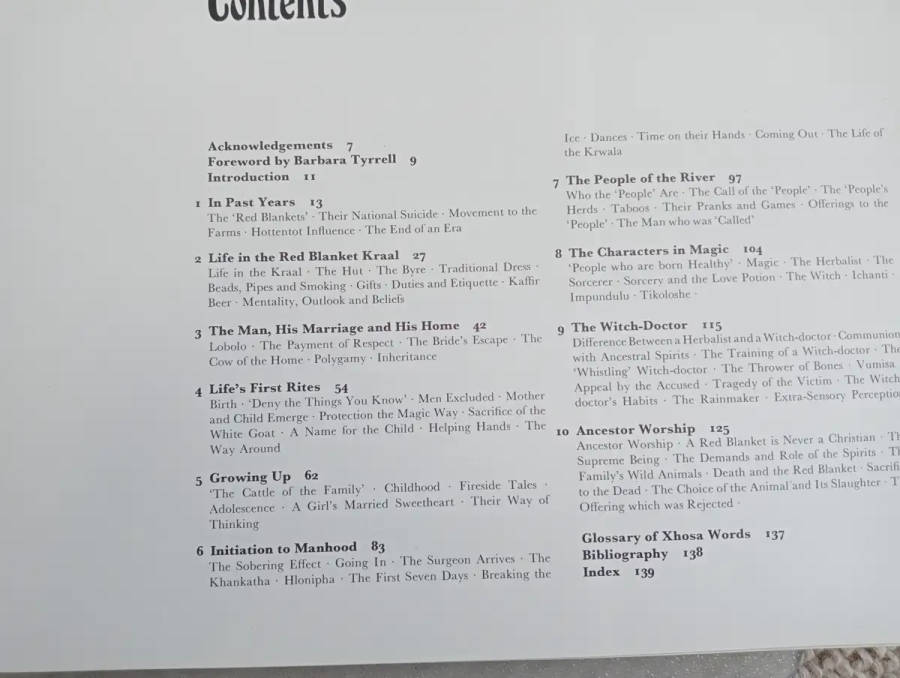 Contents
Acknowledgements 7
Foreword by Barbara Tyrrell 9
Introduction 11
1 In Past Years 13
The ‘Red Blankets’ · Their National Suicide · Movement to the
Farms · Hottentot Influence · The End of an Era
2 Life in the Red Blanket Kraal 27
Life in the Kraal · The Hut · The Byre · Traditional Dress ·
Beads, Pipes and Smoking · Gifts · Duties and Etiquette · Kaffir
Beer · Mentality, Outlook and Beliefs
3 The Man, His Marriage and His Home 42
Lobolo · The Payment of Respect · The Bride's Escape · The
Cow of the Home · Polygamy · Inheritance
4 Life's First Rites 54
Birth · ‘Deny the Things You Know’ · Men Excluded · Mother
and Child Emerge · Protection the Magic Way · Sacrifice of the
White Goat · A Name for the Child · Helping Hands · The
Way Around
5 Growing Up 62
‘The Cattle of the Family’ · Childhood · Fireside Tales ·
Adolescence · A Girl's Married Sweetheart · Their Way of
Thinking
6 Initiation to Manhood 83
The Sobering Effect · Going In · The Surgeon Arrives · The
Khankatha · Hlonipha · The First Seven Days · Breaking the
Ice · Dances · Time on their Hands · Coming Out · The Life of
the Krwala
7 The People of the River 97
Who the ‘People’ Are · The Call of the ‘People’ · The ‘People's
Herds · Taboos · Their Pranks and Games · Offerings to the
‘People’ · The Man who was ‘Called’
8 The Characters in Magic 104
‘People who are born Healthy’ · Magic · The Herbalist · The
Sorcerer · Sorcery and the Love Potion · The Witch · Ichanti ·
Impundulu · Tikoloshe ·
9 The Witch-Doctor 115
Difference Between a Herbalist and a Witch-doctor · Communion
with Ancestral Spirits · The Training of a Witch-doctor · The
‘Whistling’ Witch-doctor · The Thrower of Bones · Vumisa
Appeal by the Accused · Tragedy of the Victim · The Witch
doctor's Habits · The Rainmaker · Extra-Sensory Perception
10 Ancestor Worship 125
Ancestor Worship · A Red Blanket is Never a Christian ·
Supreme Being · The Demands and Role of the Spirits ·
Family's Wild Animals · Death and the Red Blanket ·
to the Dead · The Choice of the Animal and Its Slaughter ·
Offering which was Rejected ·
Glossary of Xhosa Words 137
Bibliography 138
Index 139